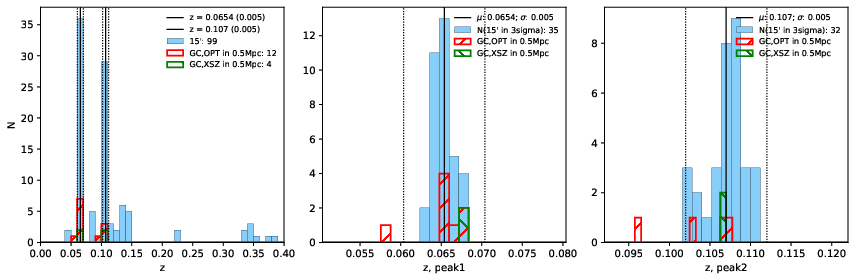 z = 0.0654 (0.005)
z = 0.107 (0.005)
15': 99
GC,OPT in 0.5Mpc: 12
GC,XSZ in 0.5Mpc: 4
N
35
30
25
20
15
10
5
0
0.00 0.05 0.10 0.15 0.20 0.25 0.30 0.35 0.40
z
μ: 0.0654; σ: 0.005
N(15' in 3sigma): 35
GC,OPT in 0.5Mpc
GC,XSZ in 0.5Mpc
12
10
8
6
4
2
0
0.055 0.060 0.065 0.070 0.075 0.080
z, peak1
μ: 0.107; σ: 0.005
N(15' in 3sigma): 32
GC,OPT in 0.5Mpc
GC,XSZ in 0.5Mpc
8
6
4
2
0
0.096 0.101 0.106 0.111 0.116 0.120
z, peak2